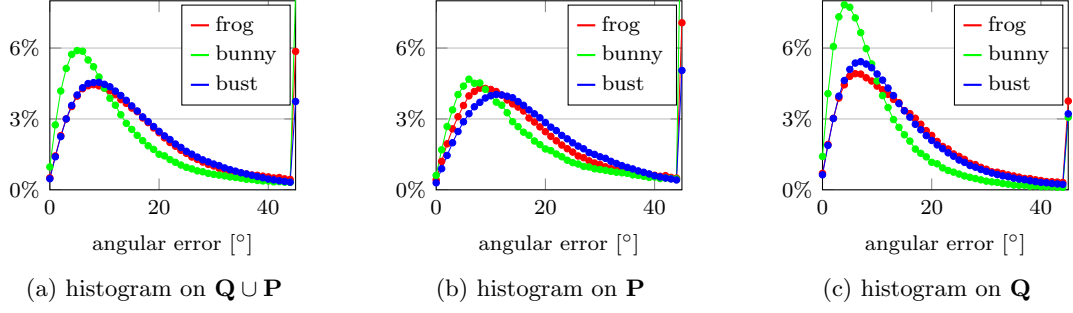 6%
3%
0%
0
20
40
frog
bunny
bust
angular error [°]
(a) histogram on Q ∪ P
6%
3%
0%
0
20
40
frog
bunny
bust
angular error [°]
(b) histogram on P
6%
3%
0%
0
20
40
frog
bunny
bust
angular error [°]
(c) histogram on Q